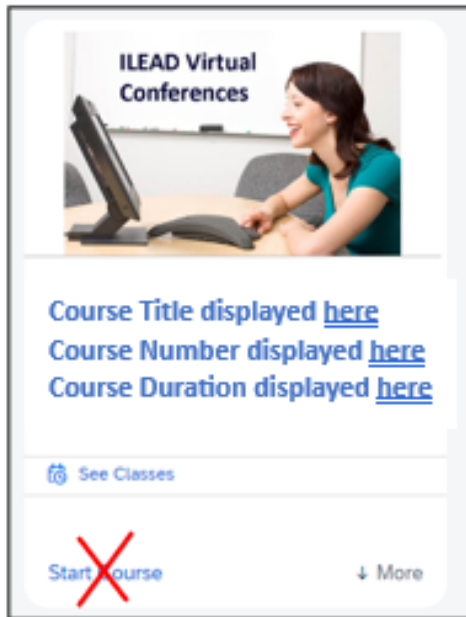 ILEAD Virtual
Conferences
Course Title displayed here
Course Number displayed here
Course Duration displayed here
See Classes
Start Course
↓ More